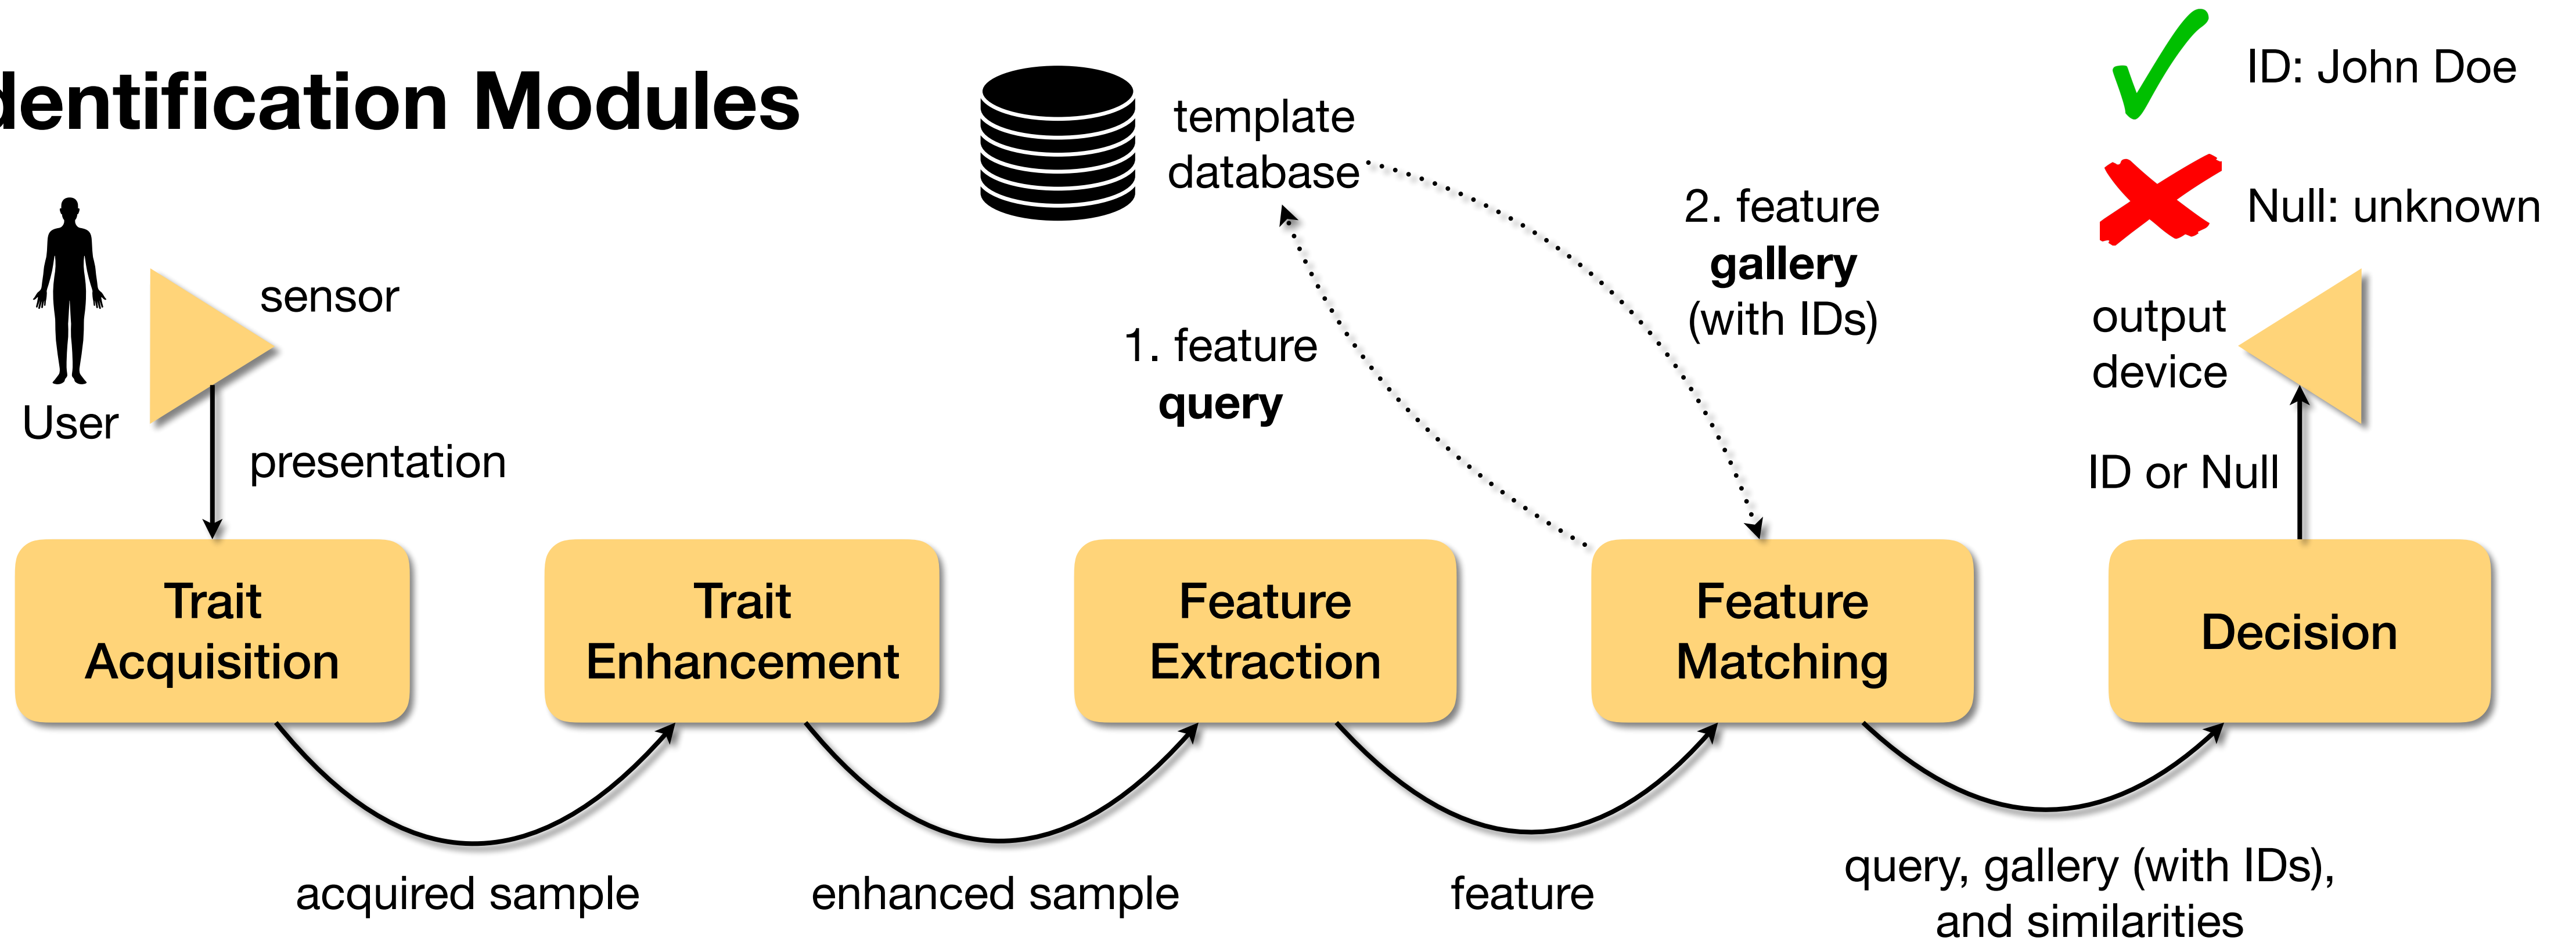 dentification Modules
template
database
ID: John Doe
Null: unknown
2. feature
gallery
(with IDs)
sensor
1. feature
query
output
device
User
presentation
ID or Null
Trait
Acquisition
Trait
Enhancement
Feature
Extraction
Feature
Matching
Decision
acquired sample
enhanced sample
feature
query, gallery (with IDs),
and similarities